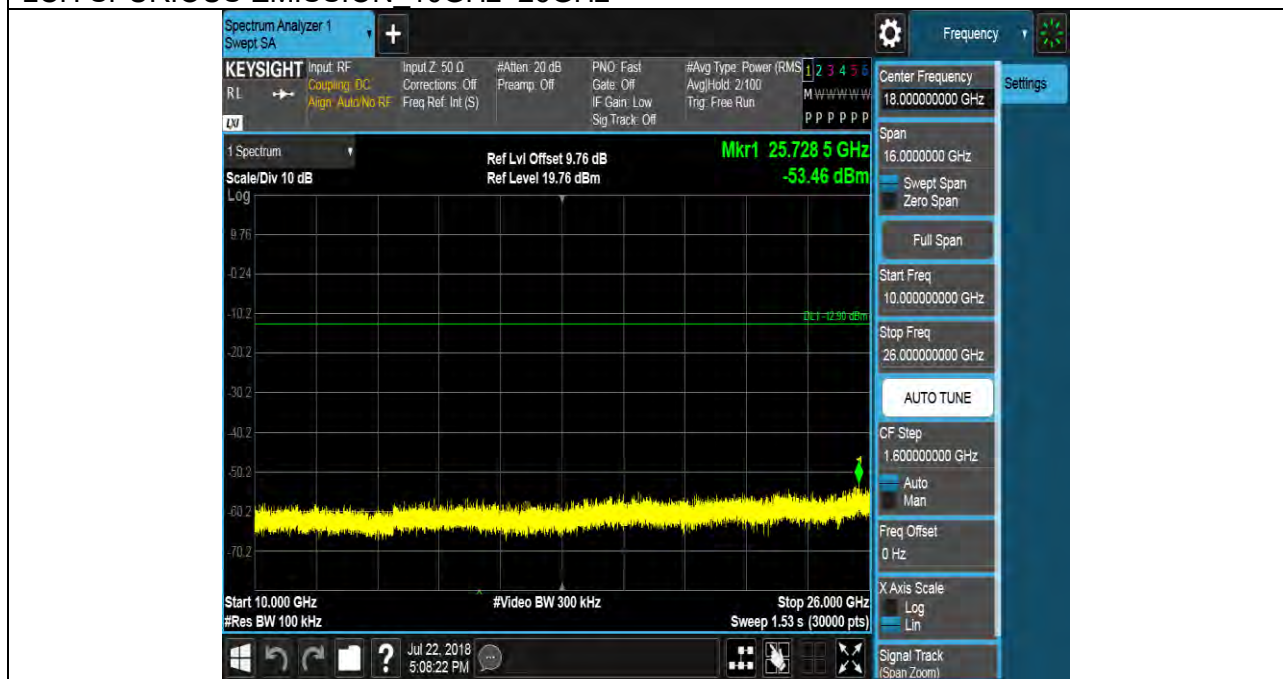 Spectrum Analyzer 1
Swept SA
+
Frequency
KEYSIGHT
RL
LXI
Input: RF
Coupling: DC
Align: Auto/No RF
Input Z: 50 Ω
Corrections: Off
Freq Ref: Int (S)
#Atten: 20 dB
Preamp: Off
PNO: Fast
Gate: Off
IF Gain: Low
Sig Track: Off
#Avg Type: Power (RMS
Avg|Hold: 2/100
Trig: Free Run
1 2 3 4 5 6
M W W W W W
P P P P P P
1 Spectrum
Scale/Div 10 dB
Log
Ref Lvl Offset 9.76 dB
Ref Level 19.76 dBm
Mkr1 25.728 5 GHz
-53.46 dBm
9.76
-0.24
-10.2
DL1 -12.90 dBm
-20.2
-30.2
-40.2
-50.2
1
-60.2
-70.2
Start 10.000 GHz
#Res BW 100 kHz
#Video BW 300 kHz
Stop 26.000 GHz
Sweep 1.53 s (30000 pts)
Jul 22, 2018
5:08:22 PM
?
Center Frequency
18.000000000 GHz
Settings
Span
16.0000000 GHz
Swept Span
Zero Span
Full Span
Start Freq
10.000000000 GHz
Stop Freq
26.000000000 GHz
AUTO TUNE
CF Step
1.600000000 GHz
Auto
Man
Freq Offset
0 Hz
X Axis Scale
Log
Lin
Signal Track
(Span Zoom)